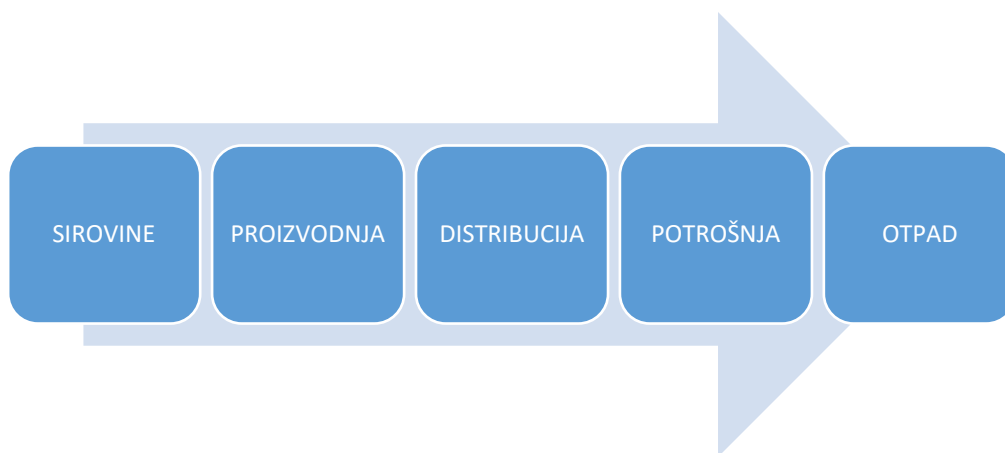 SIROVINE
PROIZVODNJA
DISTRIBUCIJA
POTROŠNJA
OTPAD